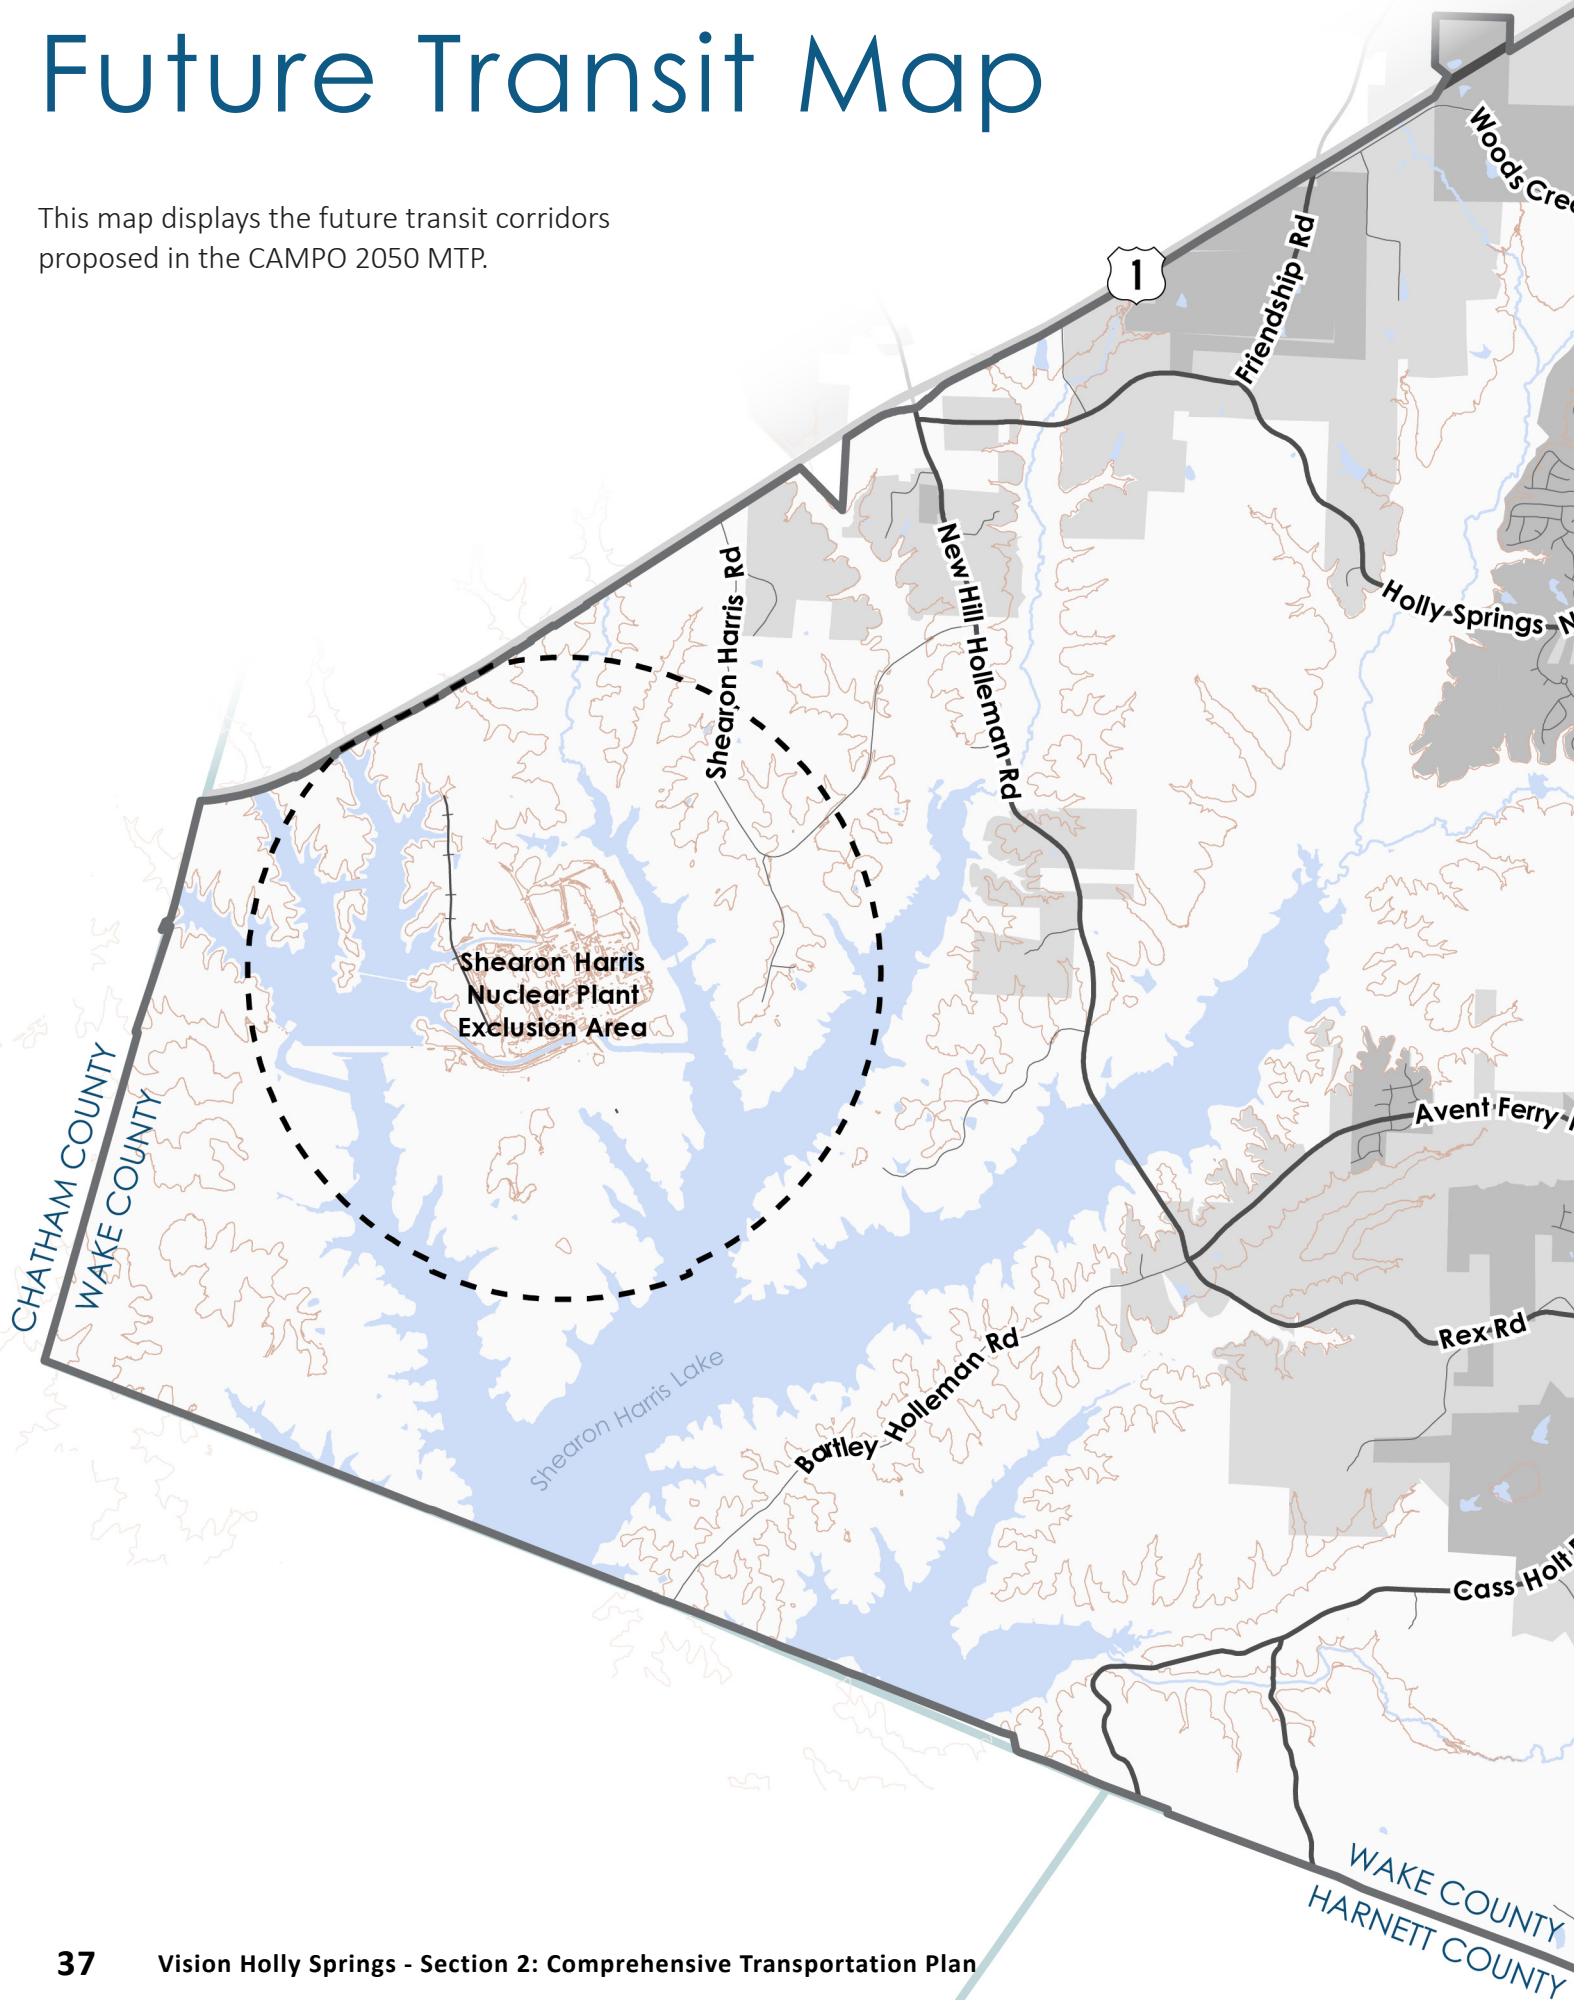 Future Transit Map
This map displays the future transit corridors
proposed in the CAMPO 2050 MTP.
Woods Cree
Friendship Rd
1
New Hill Holleman Rd
Shearon Harris Rd
Holly Springs N
Shearon Harris
Nuclear Plant
Exclusion Area
CHATHAM COUNTY
WAKE COUNTY
Avent Ferry
Rex Rd
Bartley Holleman Rd
Shearon Harris Lake
Cass Holt
WAKE COUNTY
HARNETT COUNTY
37 Vision Holly Springs - Section 2: Comprehensive Transportation Plan